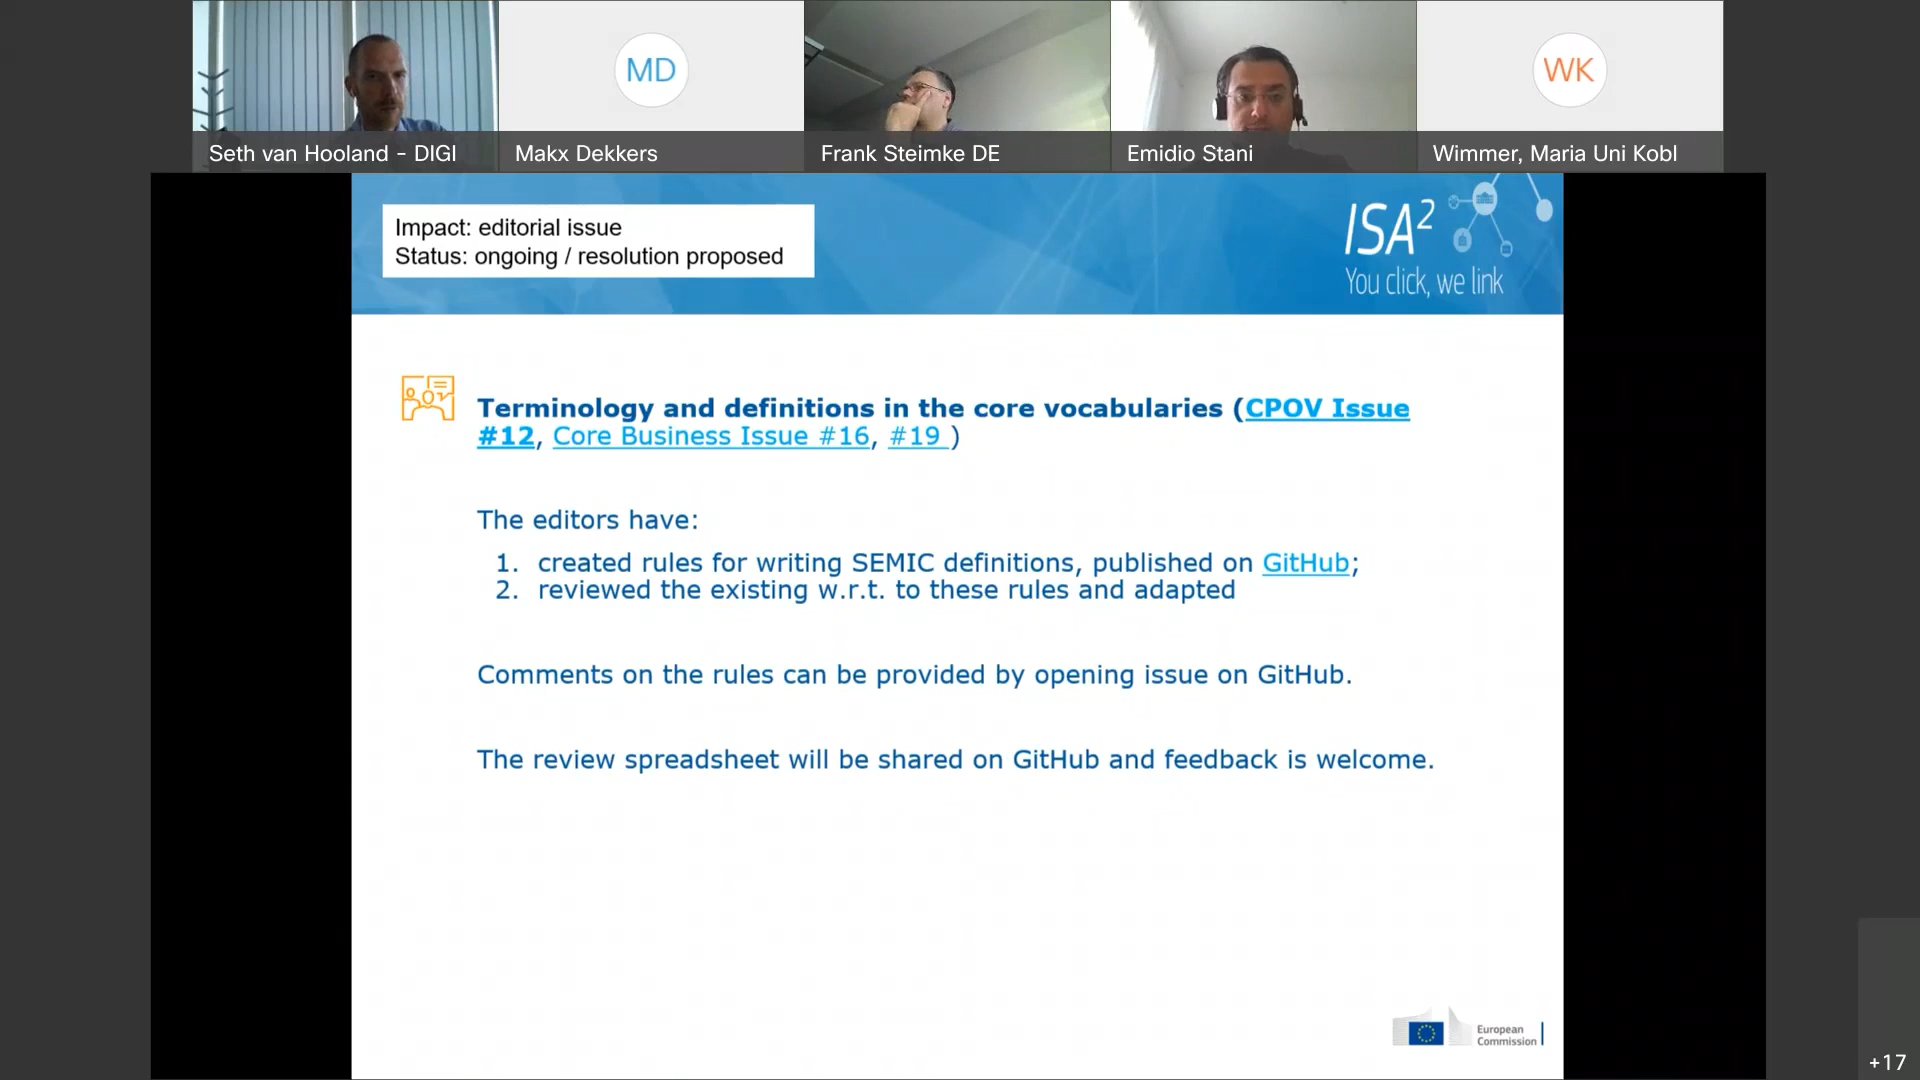 MD
WK
Seth van Hooland - DIGI
Makx Dekkers
Frank Steimke DE
Emidio Stani
Wimmer, Maria Uni Kobl
Impact: editorial issue
Status: ongoing / resolution proposed
ISA²
You click, we link
Terminology and definitions in the core vocabularies (CPOV Issue
#12, Core Business Issue #16, #19 )
The editors have:
1. created rules for writing SEMIC definitions, published on GitHub;
2. reviewed the existing w.r.t. to these rules and adapted
Comments on the rules can be provided by opening issue on GitHub.
The review spreadsheet will be shared on GitHub and feedback is welcome.
European
Commission
+17